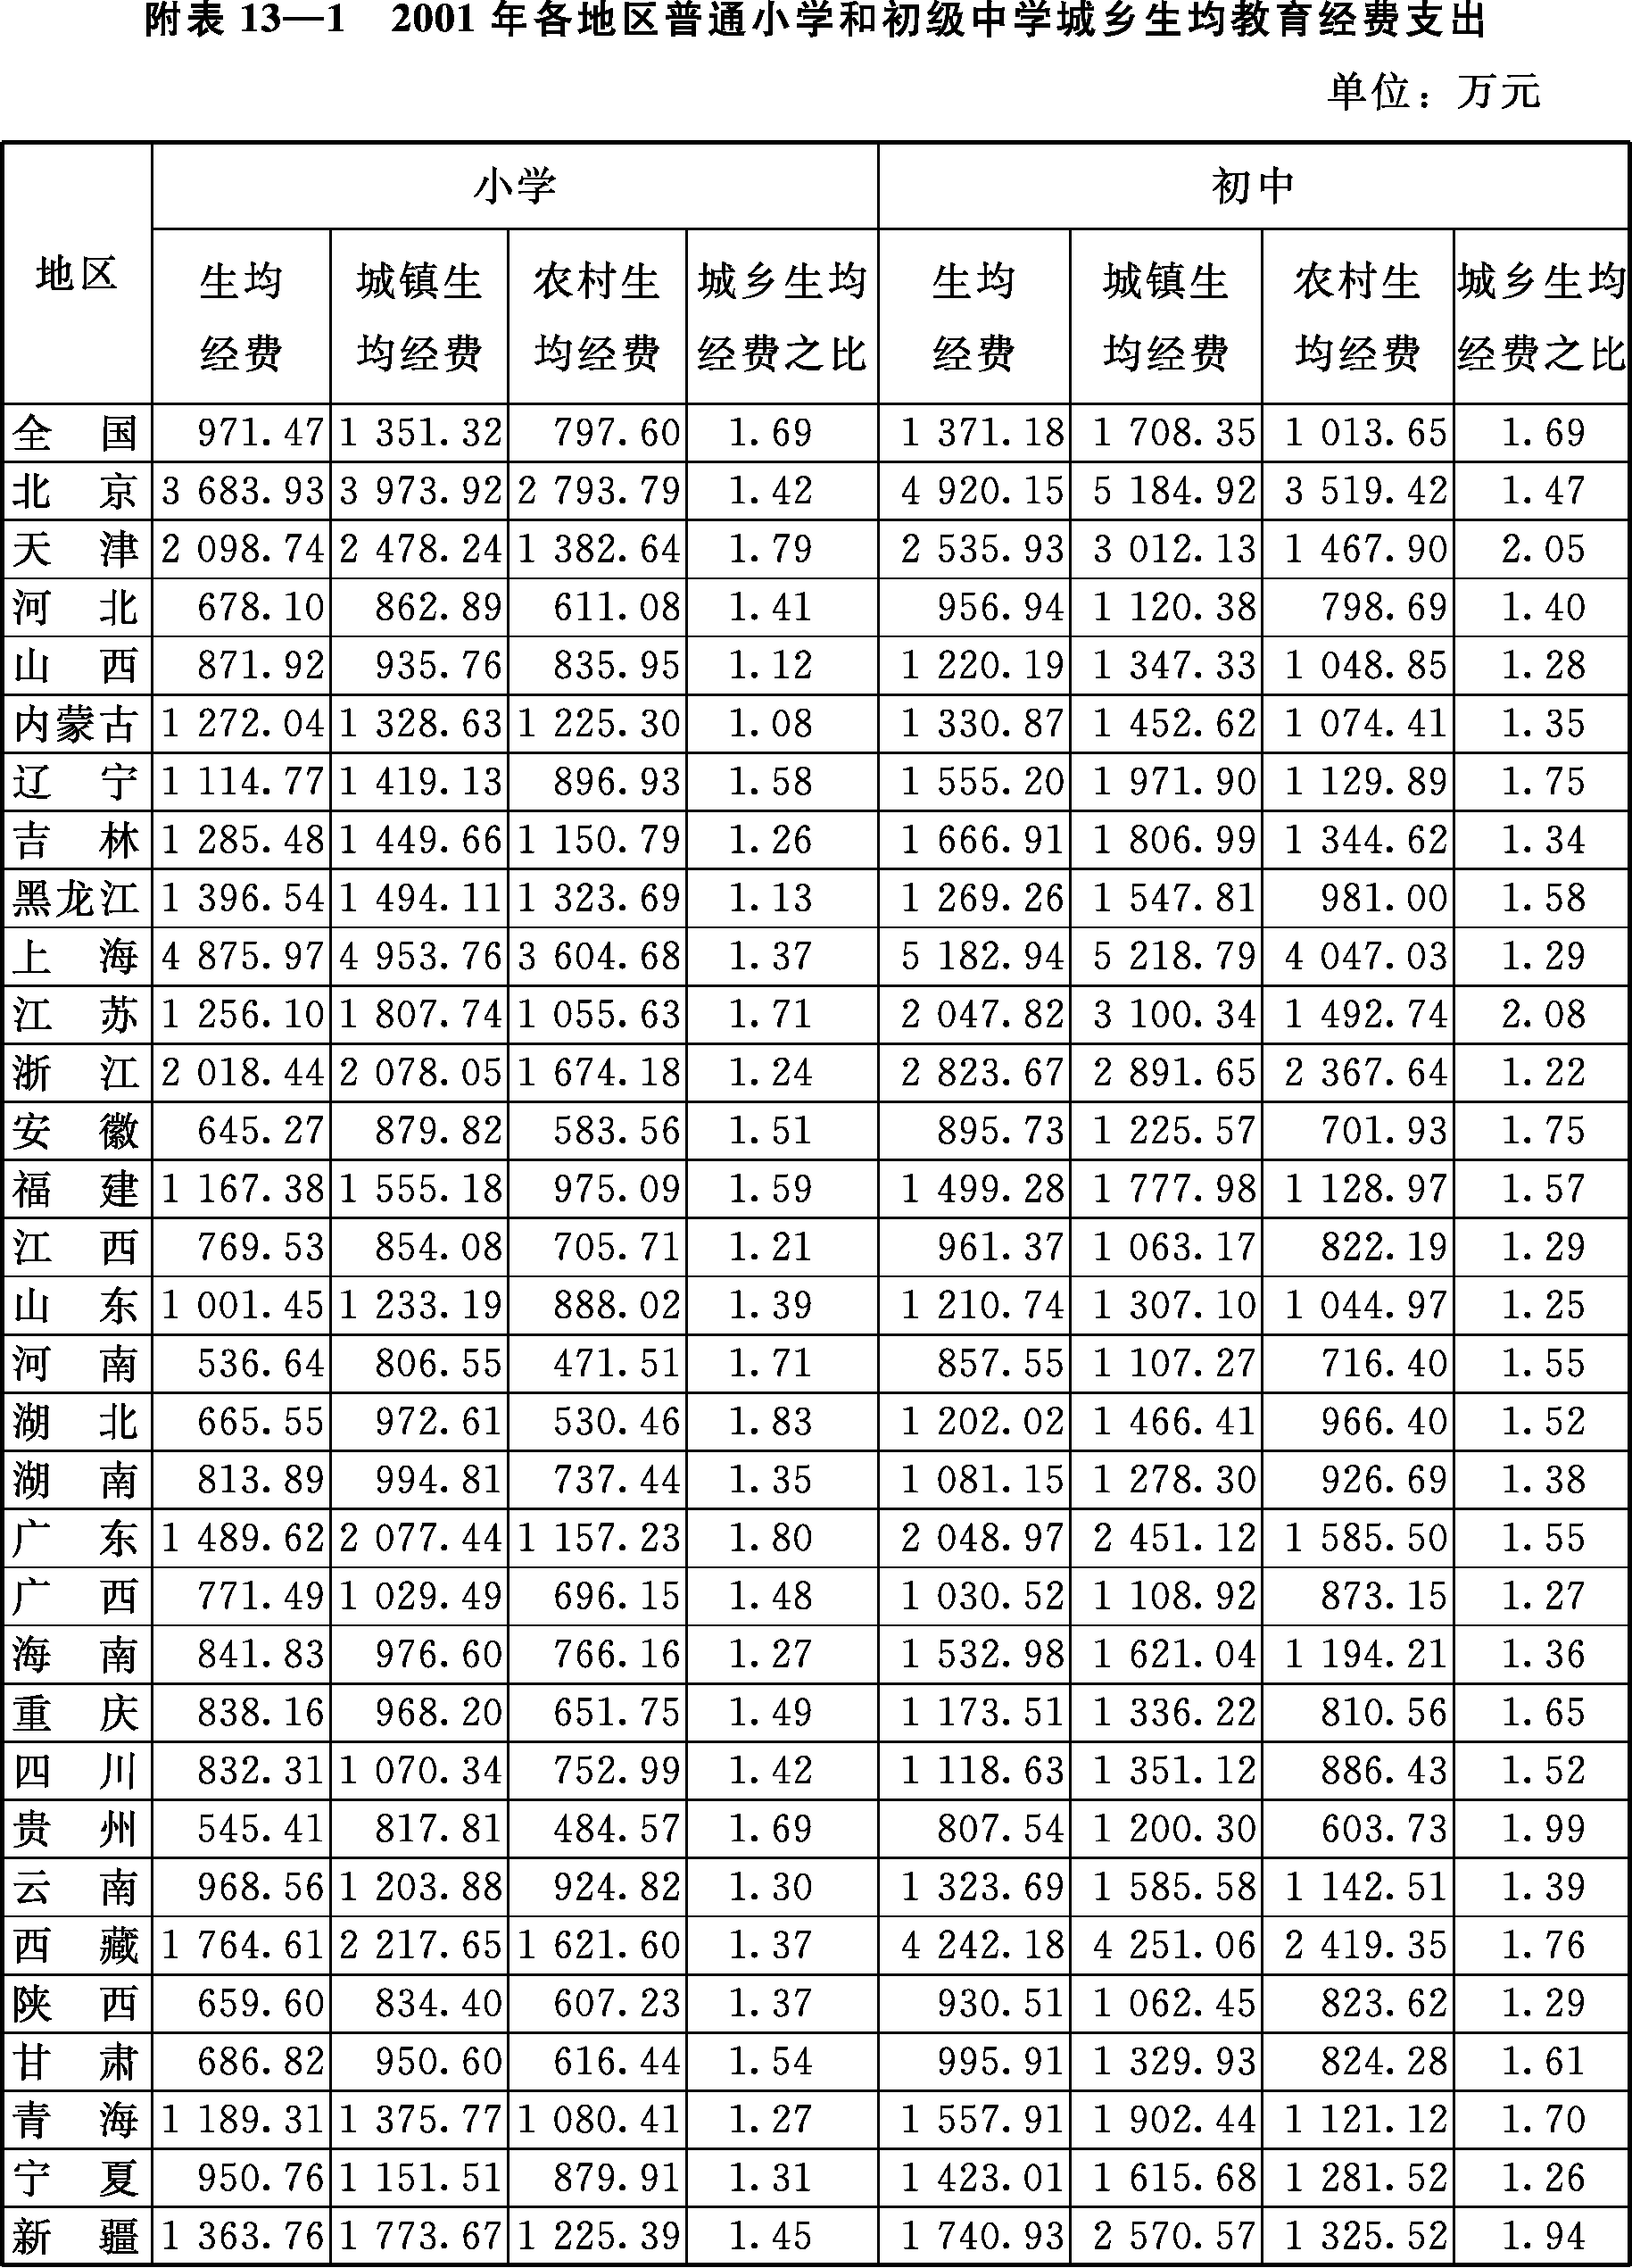 附表 13—1 2001 年各地区普通小学和初级中学城乡生均教育经费支出
单位：万元
地区 小学 初中
生均经费 城镇生均经费 农村生均经费 城乡生均经费之比 生均经费 城镇生均经费 农村生均经费 城乡生均经费之比
全国 971.47 1 351.32 797.60 1.69 1 371.18 1 708.35 1 013.65 1.69
北京 3 683.93 3 973.92 2 793.79 1.42 4 920.15 5 184.92 3 519.42 1.47
天津 2 098.74 2 478.24 1 382.64 1.79 2 535.93 3 012.13 1 467.90 2.05
河北 678.10 862.89 611.08 1.41 956.94 1 120.38 798.69 1.40
山西 871.92 935.76 835.95 1.12 1 220.19 1 347.33 1 048.85 1.28
内蒙古 1 272.04 1 328.63 1 225.30 1.08 1 330.87 1 452.62 1 074.41 1.35
辽宁 1 114.77 1 419.13 896.93 1.58 1 555.20 1 971.90 1 129.89 1.75
吉林 1 285.48 1 449.66 1 150.79 1.26 1 666.91 1 806.99 1 344.62 1.34
黑龙江 1 396.54 1 494.11 1 323.69 1.13 1 269.26 1 547.81 981.00 1.58
上海 4 875.97 4 953.76 3 604.68 1.37 5 182.94 5 218.79 4 047.03 1.29
江苏 1 256.10 1 807.74 1 055.63 1.71 2 047.82 3 100.34 1 492.74 2.08
浙江 2 018.44 2 078.05 1 674.18 1.24 2 823.67 2 891.65 2 367.64 1.22
安徽 645.27 879.82 583.56 1.51 895.73 1 225.57 701.93 1.75
福建 1 167.38 1 555.18 975.09 1.59 1 499.28 1 777.98 1 128.97 1.57
江西 769.53 854.08 705.71 1.21 961.37 1 063.17 822.19 1.29
山东 1 001.45 1 233.19 888.02 1.39 1 210.74 1 307.10 1 044.97 1.25
河南 536.64 806.55 471.51 1.71 857.55 1 107.27 716.40 1.55
湖北 665.55 972.61 530.46 1.83 1 202.02 1 466.41 966.40 1.52
湖南 813.89 994.81 737.44 1.35 1 081.15 1 278.30 926.69 1.38
广东 1 489.62 2 077.44 1 157.23 1.80 2 048.97 2 451.12 1 585.50 1.55
广西 771.49 1 029.49 696.15 1.48 1 030.52 1 108.92 873.15 1.27
海南 841.83 976.60 766.16 1.27 1 532.98 1 621.04 1 194.21 1.36
重庆 838.16 968.20 651.75 1.49 1 173.51 1 336.22 810.56 1.65
四川 832.31 1 070.34 752.99 1.42 1 118.63 1 351.12 886.43 1.52
贵州 545.41 817.81 484.57 1.69 807.54 1 200.30 603.73 1.99
云南 968.56 1 203.88 924.82 1.30 1 323.69 1 585.58 1 142.51 1.39
西藏 1 764.61 2 217.65 1 621.60 1.37 4 242.18 4 251.06 2 419.35 1.76
陕西 659.60 834.40 607.23 1.37 930.51 1 062.45 823.62 1.29
甘肃 686.82 950.60 616.44 1.54 995.91 1 329.93 824.28 1.61
青海 1 189.31 1 375.77 1 080.41 1.27 1 557.91 1 902.44 1 121.12 1.70
宁夏 950.76 1 151.51 879.91 1.31 1 423.01 1 615.68 1 281.52 1.26
新疆 1 363.76 1 773.67 1 225.39 1.45 1 740.93 2 570.57 1 325.52 1.94